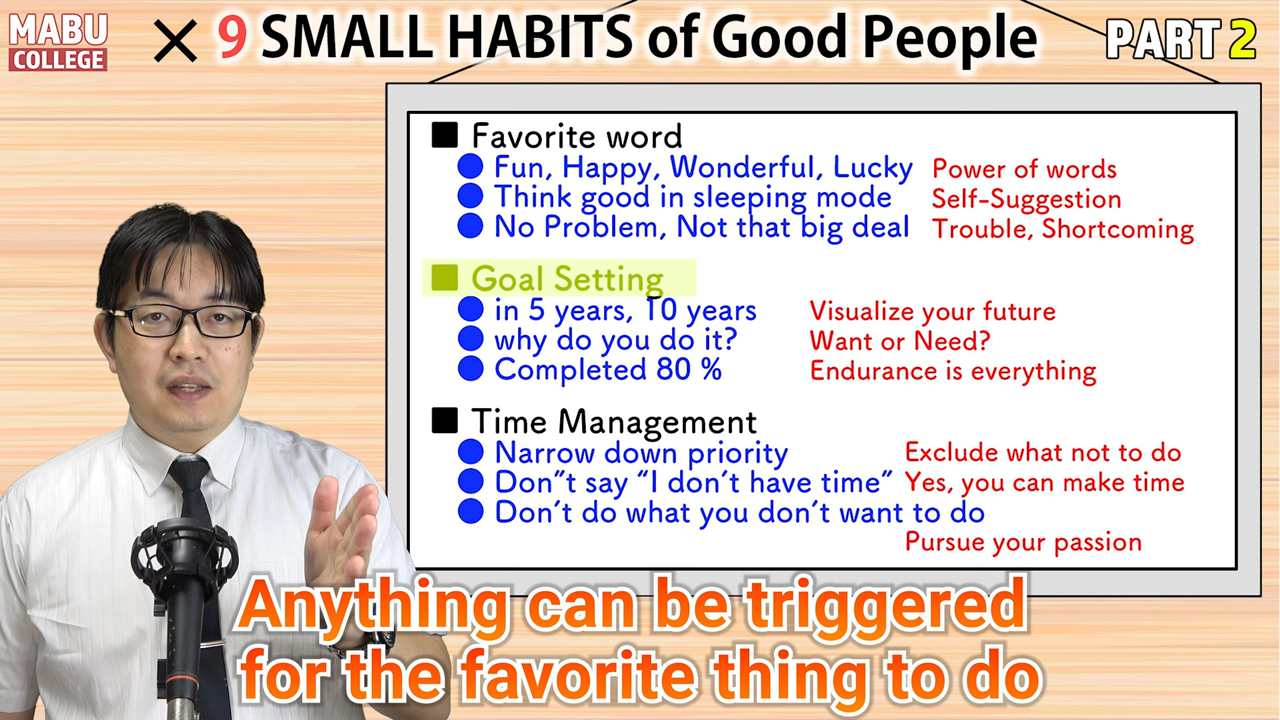 MABU
COLLEGE
× 9 SMALL HABITS of Good People
PART 2
■ Favorite word
● Fun, Happy, Wonderful, Lucky Power of words
● Think good in sleeping mode Self-Suggestion
● No Problem, Not that big deal Trouble, Shortcoming
■ Goal Setting
● in 5 years, 10 years Visualize your future
● why do you do it? Want or Need?
● Completed 80 % Endurance is everything
■ Time Management
● Narrow down priority Exclude what not to do
● Don”t say “I don’t have time” Yes, you can make time
● Don’t do what you don’t want to do
Pursue your passion
Anything can be triggered
for the favorite thing to do